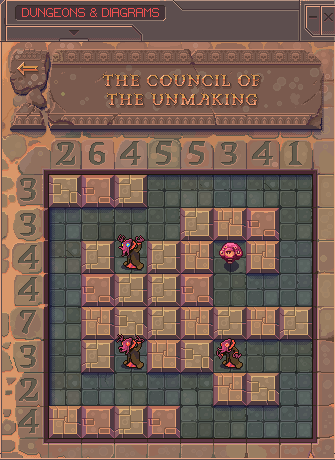 DUNGEONS & DIAGRAMS
THE COUNCIL OF
THE UNMAKING
2 6 4 5 5 3 4 1
3
3
4
4
7
3
2
4